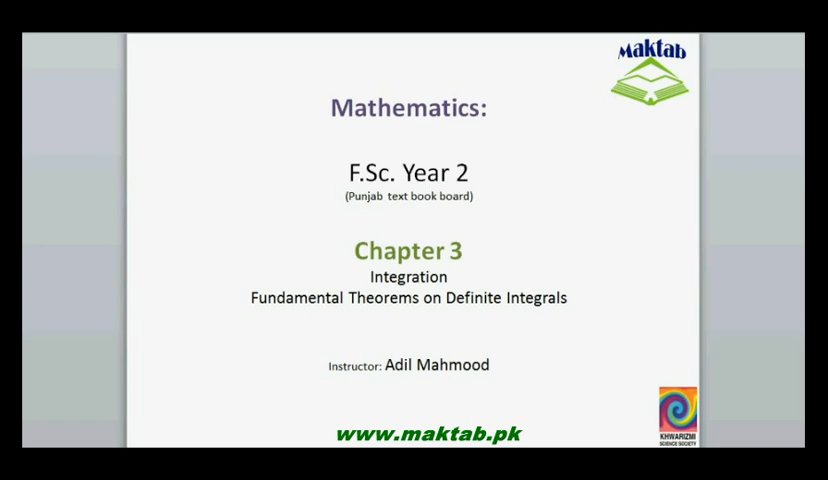 Maktab
Mathematics:
F.Sc. Year 2
(Punjab text book board)
Chapter 3
Integration
Fundamental Theorems on Definite Integrals
Instructor: Adil Mahmood
www.maktab.pk
KHWARIZMI
SCIENCE SOCIETY